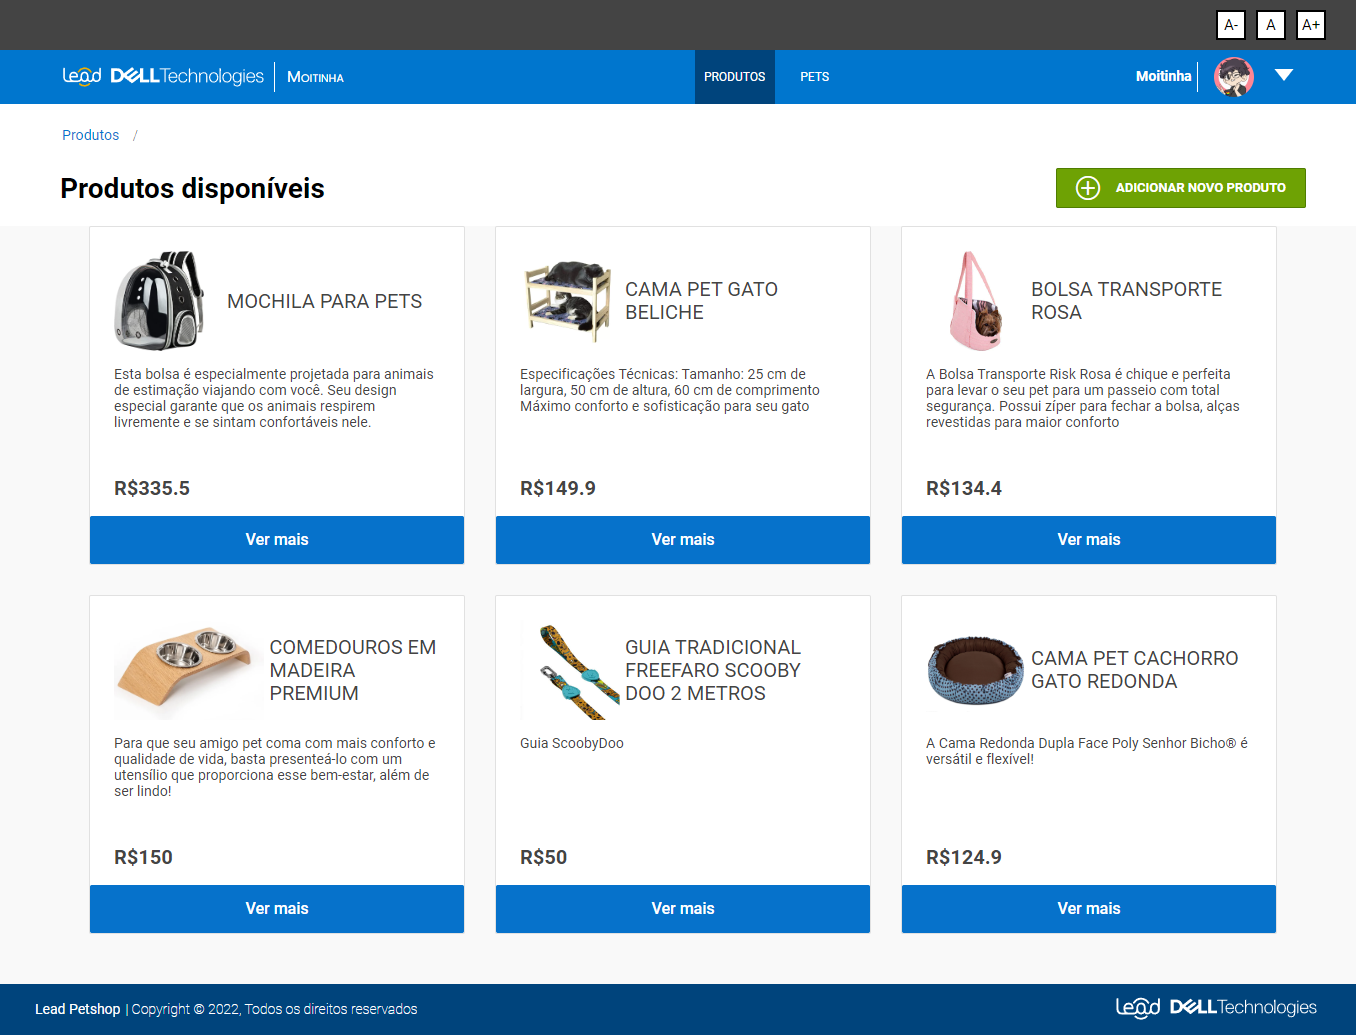 A- A A+
Lead DELLTechnologies | Moitinha PRODUTOS PETS Moitinha
Produtos /
Produtos disponíveis
ADICIONAR NOVO PRODUTO
MOCHILA PARA PETS
Esta bolsa é especialmente projetada para animais
de estimação viajando com você. Seu design
especial garante que os animais respirem
livremente e se sintam confortáveis nele.
R$335.5
Ver mais
CAMA PET GATO
BELICHE
Especificações Técnicas: Tamanho: 25 cm de
largura, 50 cm de altura, 60 cm de comprimento
Máximo conforto e sofisticação para seu gato
R$149.9
Ver mais
BOLSA TRANSPORTE
ROSA
A Bolsa Transporte Risk Rosa é chique e perfeita
para levar o seu pet para um passeio com total
segurança. Possui zíper para fechar a bolsa, alças
revestidas para maior conforto
R$134.4
Ver mais
COMEDOUROS EM
MADEIRA
PREMIUM
Para que seu amigo pet coma com mais conforto e
qualidade de vida, basta presenteá-lo com um
utensílio que proporciona esse bem-estar, além de
ser lindo!
R$150
Ver mais
GUIA TRADICIONAL
FREEFARO SCOOBY
DOO 2 METROS
Guia ScoobyDoo
R$50
Ver mais
CAMA PET CACHORRO
GATO REDONDA
A Cama Redonda Dupla Face Poly Senhor Bicho® é
versátil e flexível!
R$124.9
Ver mais
Lead Petshop | Copyright © 2022, Todos os direitos reservados
Lead DELLTechnologies